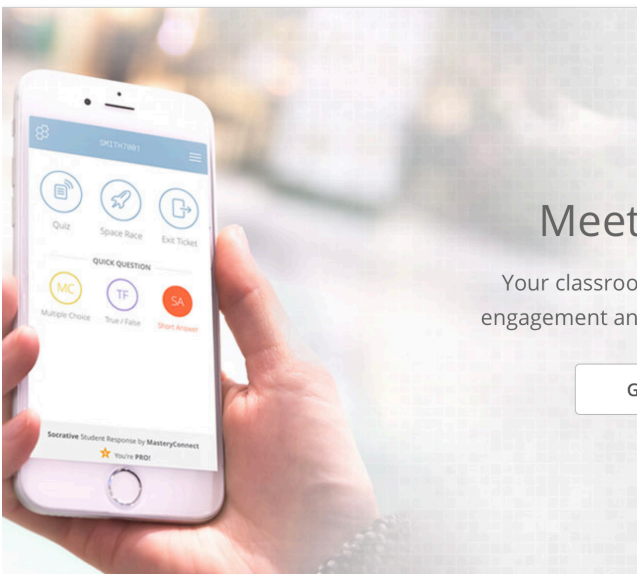 SMITH7001
Quiz
Space Race
Exit Ticket
QUICK QUESTION
MC
TF
SA
Multiple Choice
True / False
Short Answer
Socrative Student Response by MasteryConnect
You're PRO!
Meet
Your classroo
engagement an
G